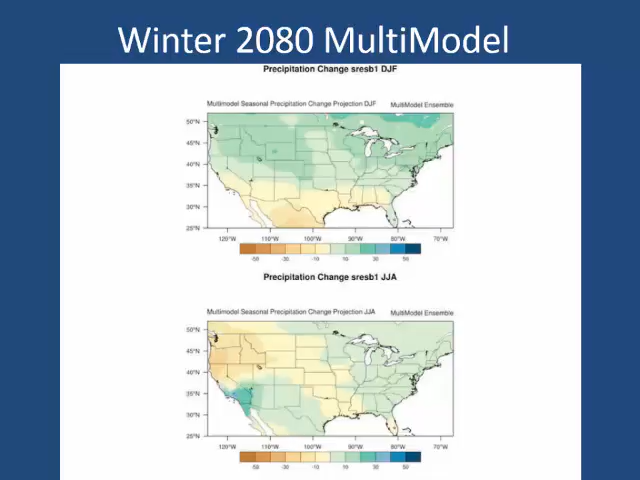 Winter 2080 MultiModel
Precipitation Change sresb1 DJF
Multimodel Seasonal Precipitation Change Projection DJF MultiModel Ensemble
50°N
45°N
40°N
35°N
30°N
25°N
120°W 110°W 100°W 90°W 80°W 70°W
-50 -30 -10 10 30 50
Precipitation Change sresb1 JJA
Multimodel Seasonal Precipitation Change Projection JJA MultiModel Ensemble
50°N
45°N
40°N
35°N
30°N
25°N
120°W 110°W 100°W 90°W 80°W 70°W
-50 -30 -10 10 30 50